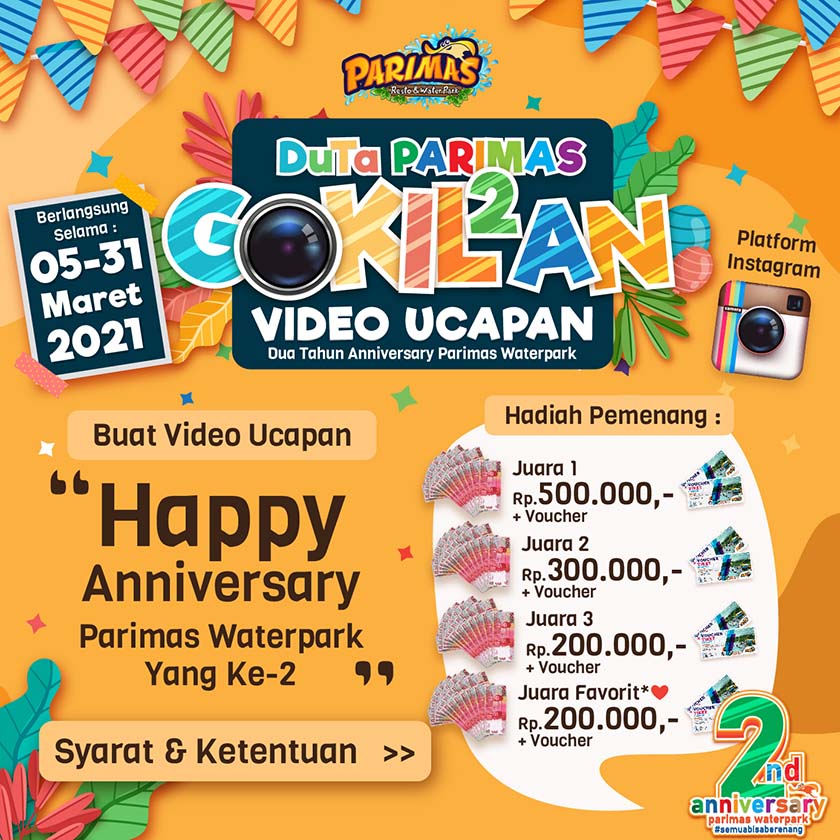 PARIMAS
Resto & WaterPark
DuTa PARIMAS
GOKIL2AN
VIDEO UCAPAN
Dua Tahun Anniversary Parimas Waterpark
Berlangsung
Selama :
05-31
Maret
2021
Platform
Instagram
camara
Buat Video Ucapan
“Happy
Anniversary
Parimas Waterpark
Yang Ke-2 ”
Syarat & Ketentuan >>
Hadiah Pemenang :
Juara 1
Rp.500.000,-
+ Voucher
Juara 2
Rp.300.000,-
+ Voucher
Juara 3
Rp.200.000,-
+ Voucher
Juara Favorit*❤
Rp.200.000,-
+ Voucher
2nd
anniversary
parimas waterpark
#semuabisaberenang